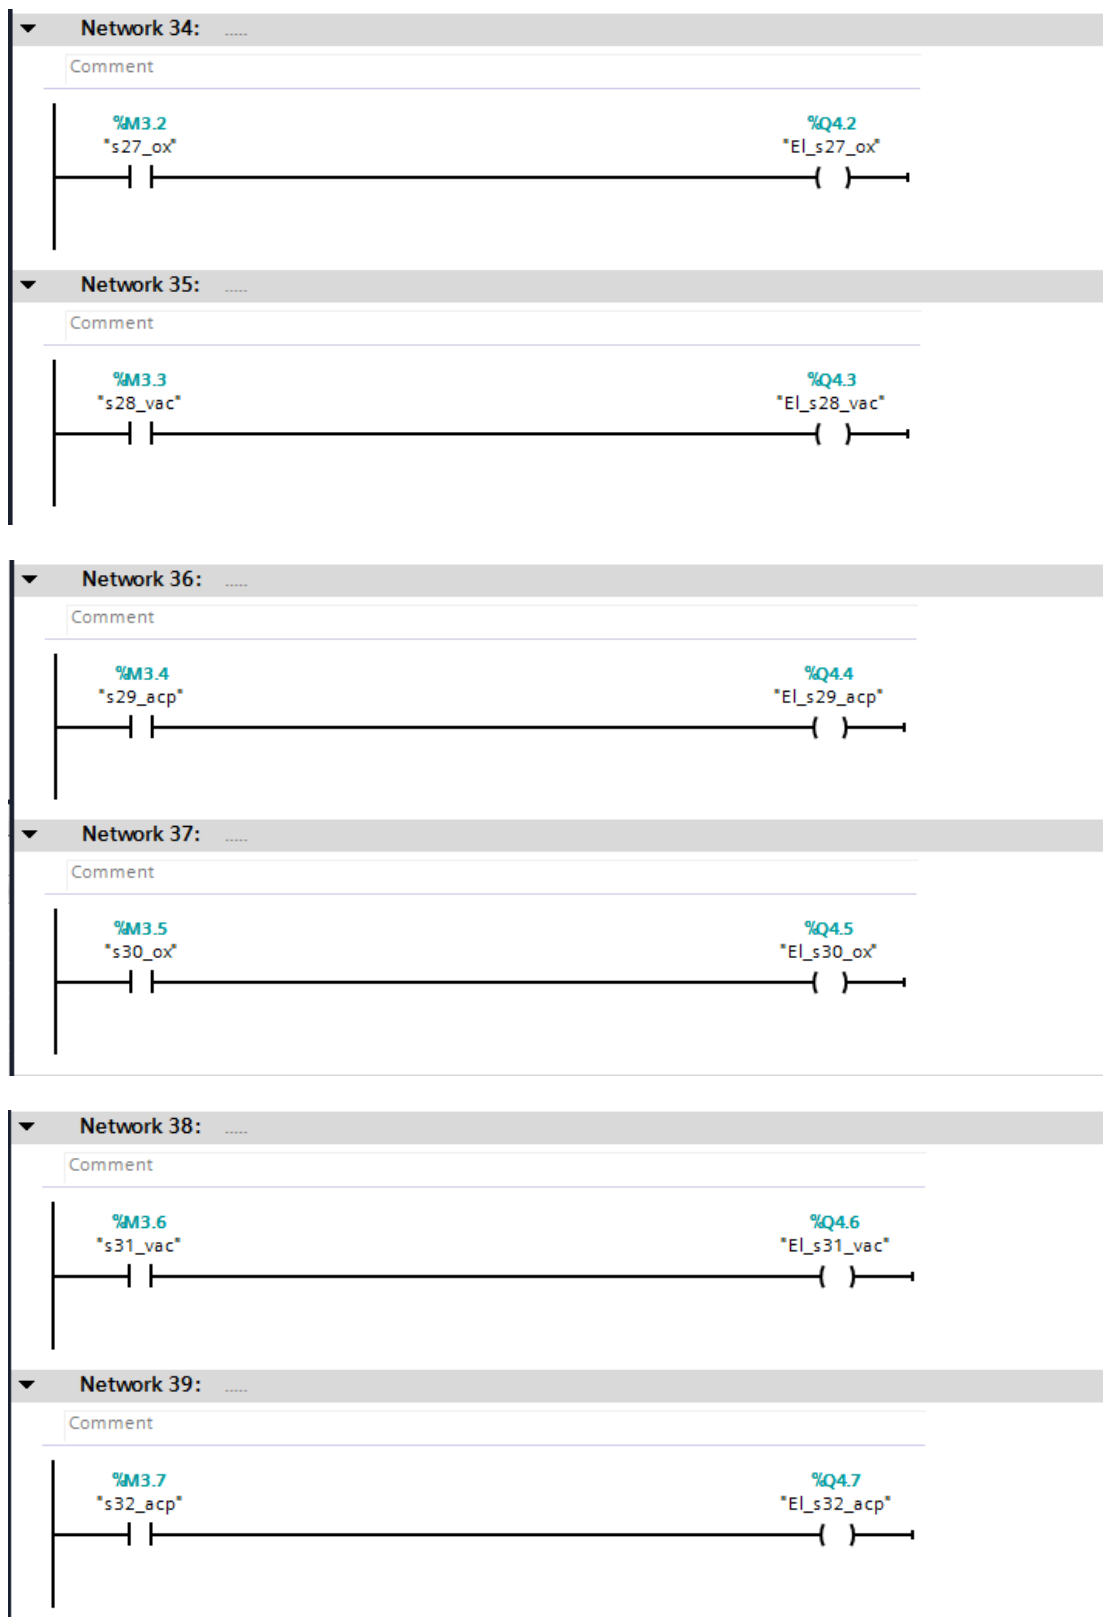 Network 34: .....
Comment
%M3.2 %Q4.2
"s27_ox" "El_s27_ox"
Network 35: .....
Comment
%M3.3 %Q4.3
"s28_vac" "El_s28_vac"
Network 36: .....
Comment
%M3.4 %Q4.4
"s29_acp" "El_s29_acp"
Network 37: .....
Comment
%M3.5 %Q4.5
"s30_ox" "El_s30_ox"
Network 38: .....
Comment
%M3.6 %Q4.6
"s31_vac" "El_s31_vac"
Network 39: .....
Comment
%M3.7 %Q4.7
"s32_acp" "El_s32_acp"